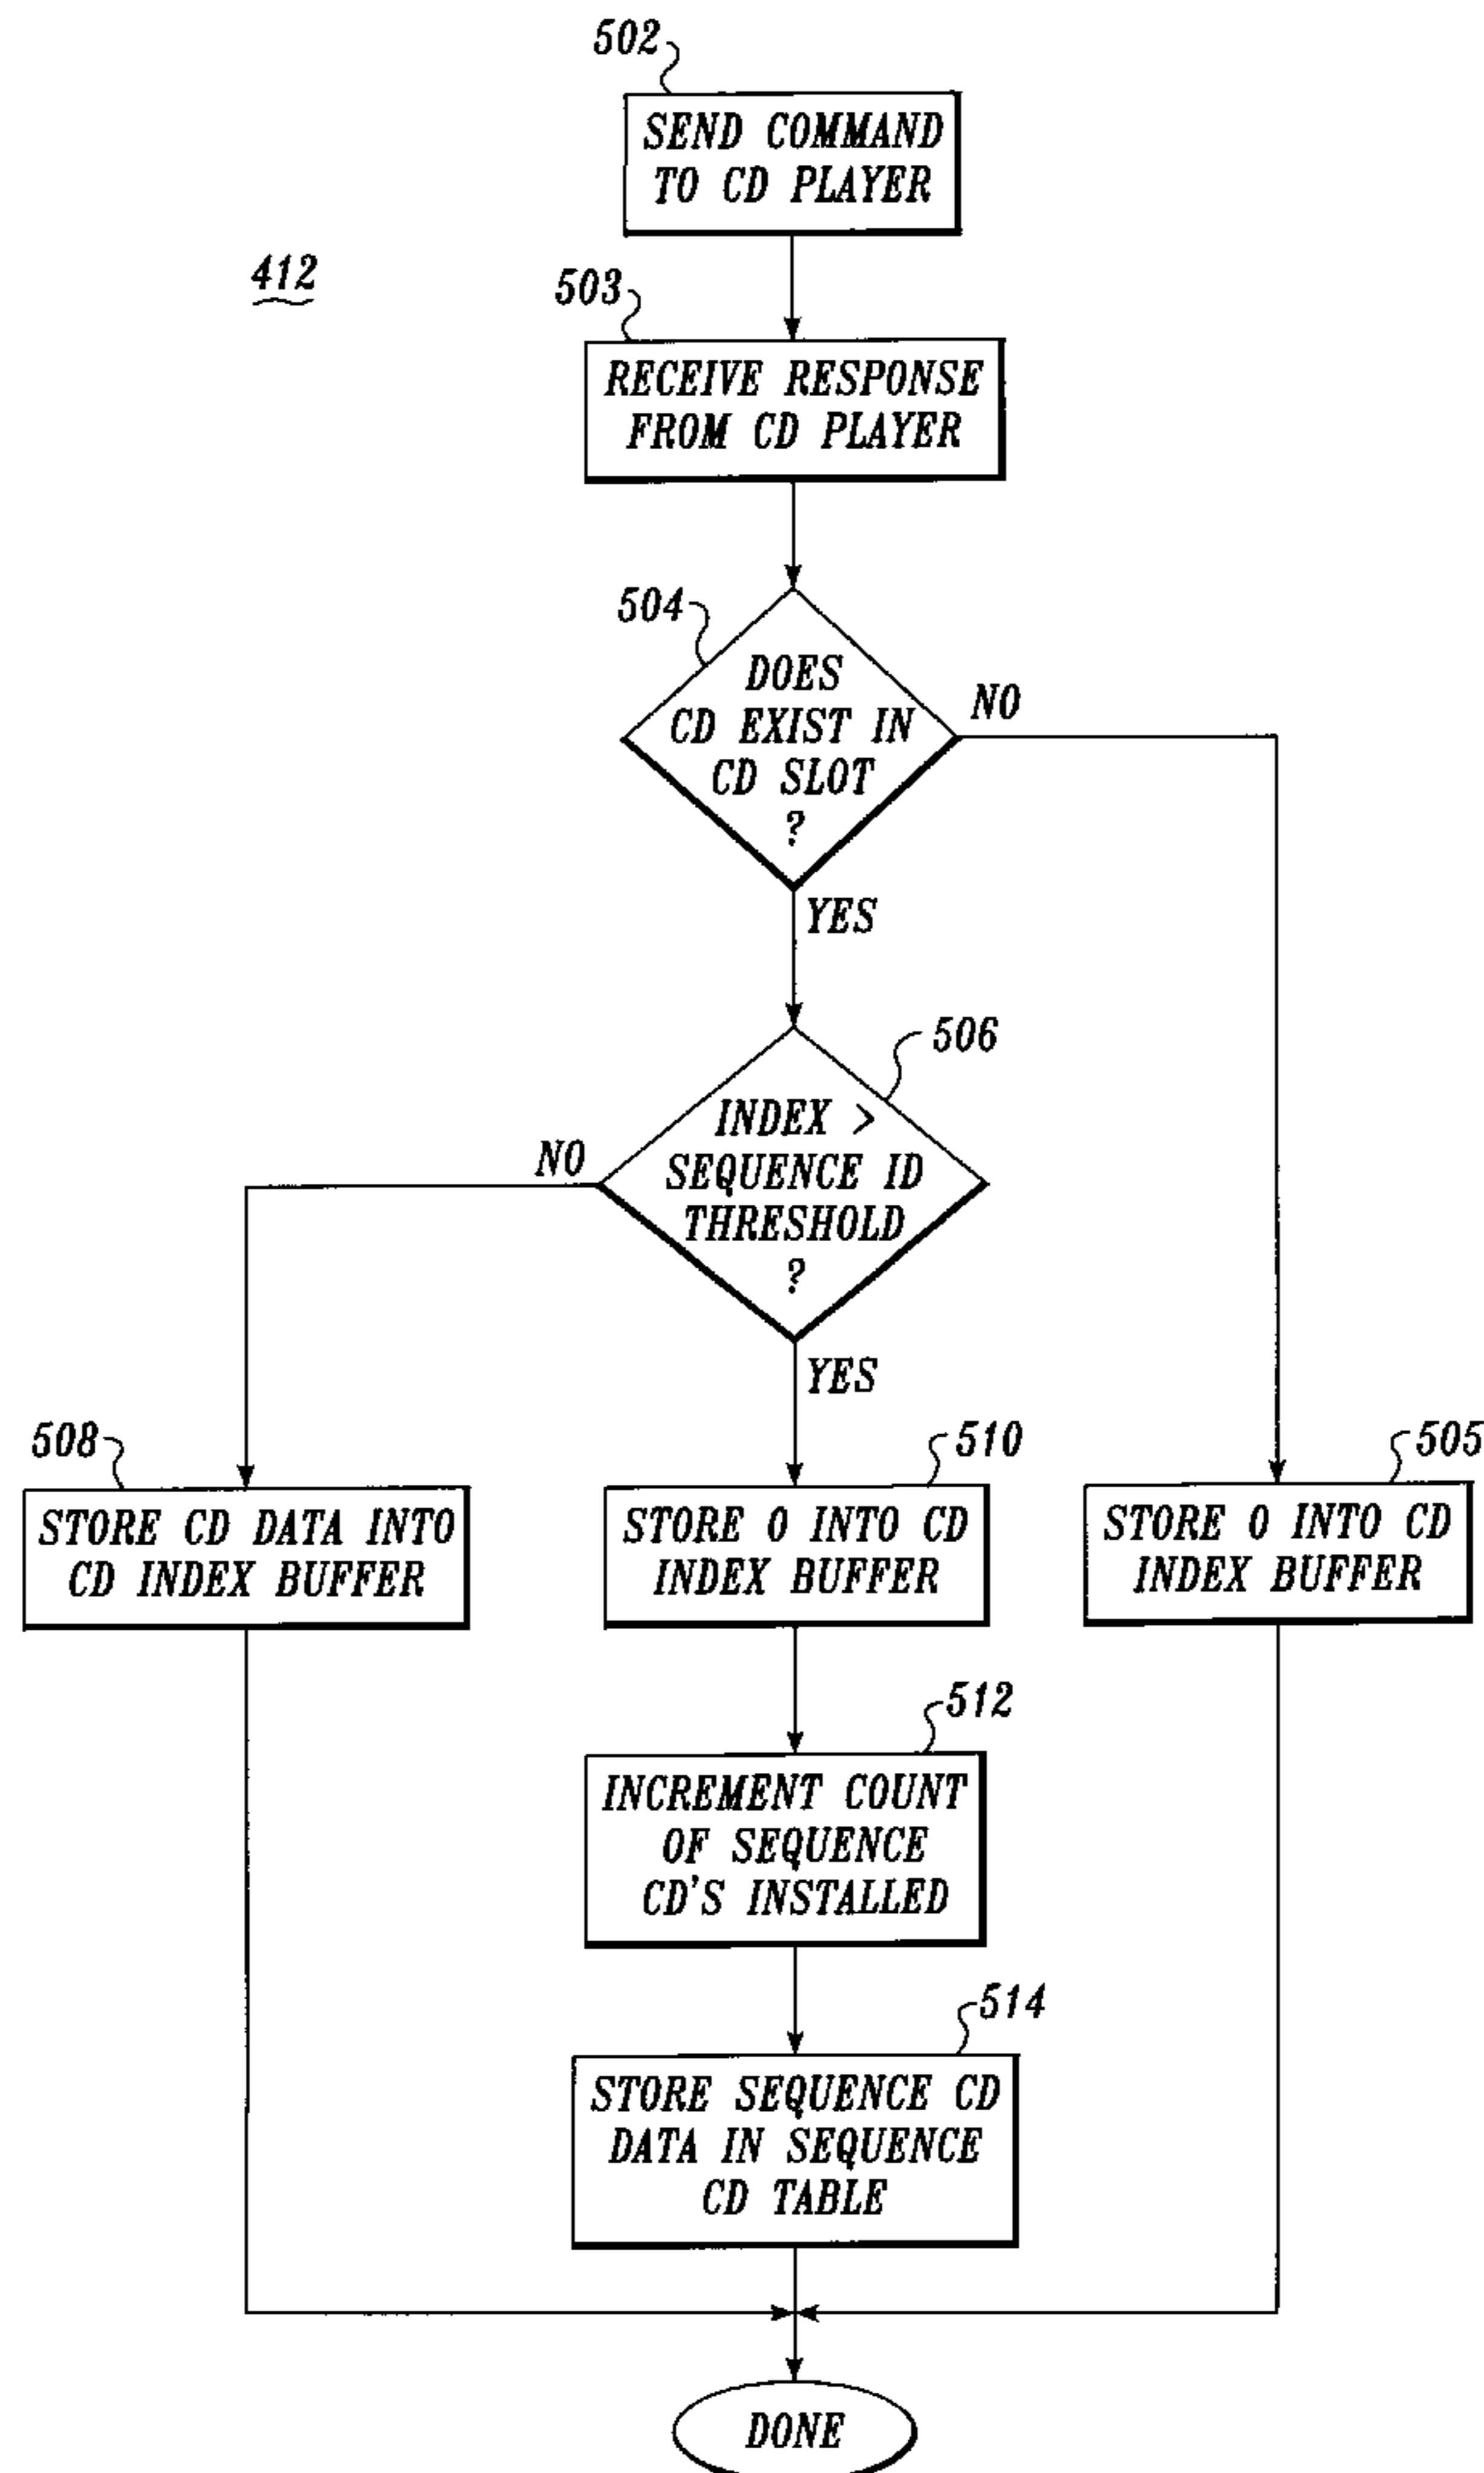 502
SEND COMMAND
TO CD PLAYER
412
503
RECEIVE RESPONSE
FROM CD PLAYER
504
DOES
CD EXIST IN
CD SLOT
?
NO
YES
506
INDEX >
SEQUENCE ID
THRESHOLD
?
NO
YES
508
STORE CD DATA INTO
CD INDEX BUFFER
510
STORE 0 INTO CD
INDEX BUFFER
505
STORE 0 INTO CD
INDEX BUFFER
512
INCREMENT COUNT
OF SEQUENCE
CD'S INSTALLED
514
STORE SEQUENCE CD
DATA IN SEQUENCE
CD TABLE
DONE